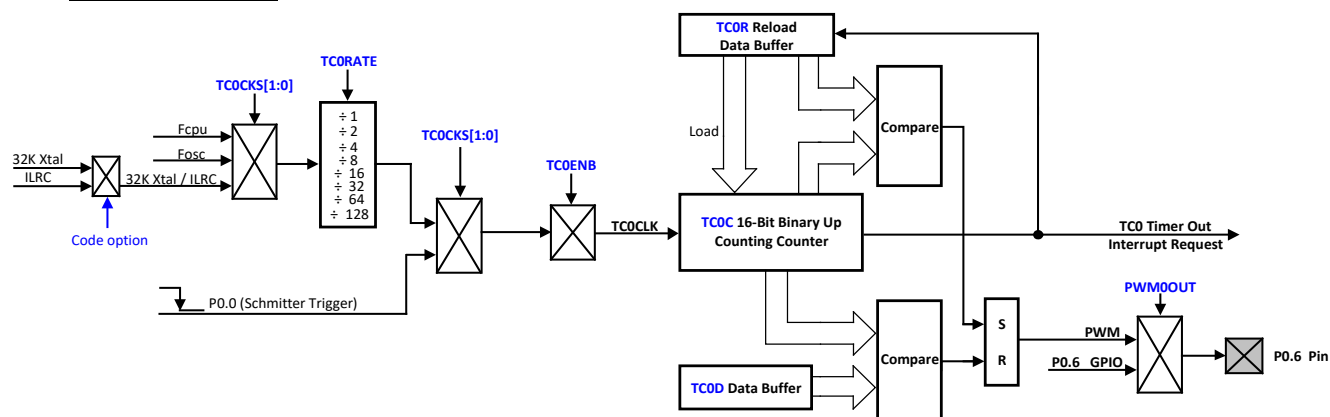 TC0R Reload
Data Buffer
TC0RATE
TC0CKS[1:0]
÷ 1
÷ 2
÷ 4
÷ 8
÷ 16
÷ 32
÷ 64
÷ 128
Fcpu
Fosc
32K Xtal
ILRC
32K Xtal / ILRC
Code option
TC0CKS[1:0]
TC0ENB
Load
Compare
TC0CLK
TC0C 16-Bit Binary Up
Counting Counter
TC0 Timer Out
Interrupt Request
P0.0 (Schmitter Trigger)
PWM0OUT
S
R
PWM
P0.6 GPIO
P0.6 Pin
Compare
TC0D Data Buffer